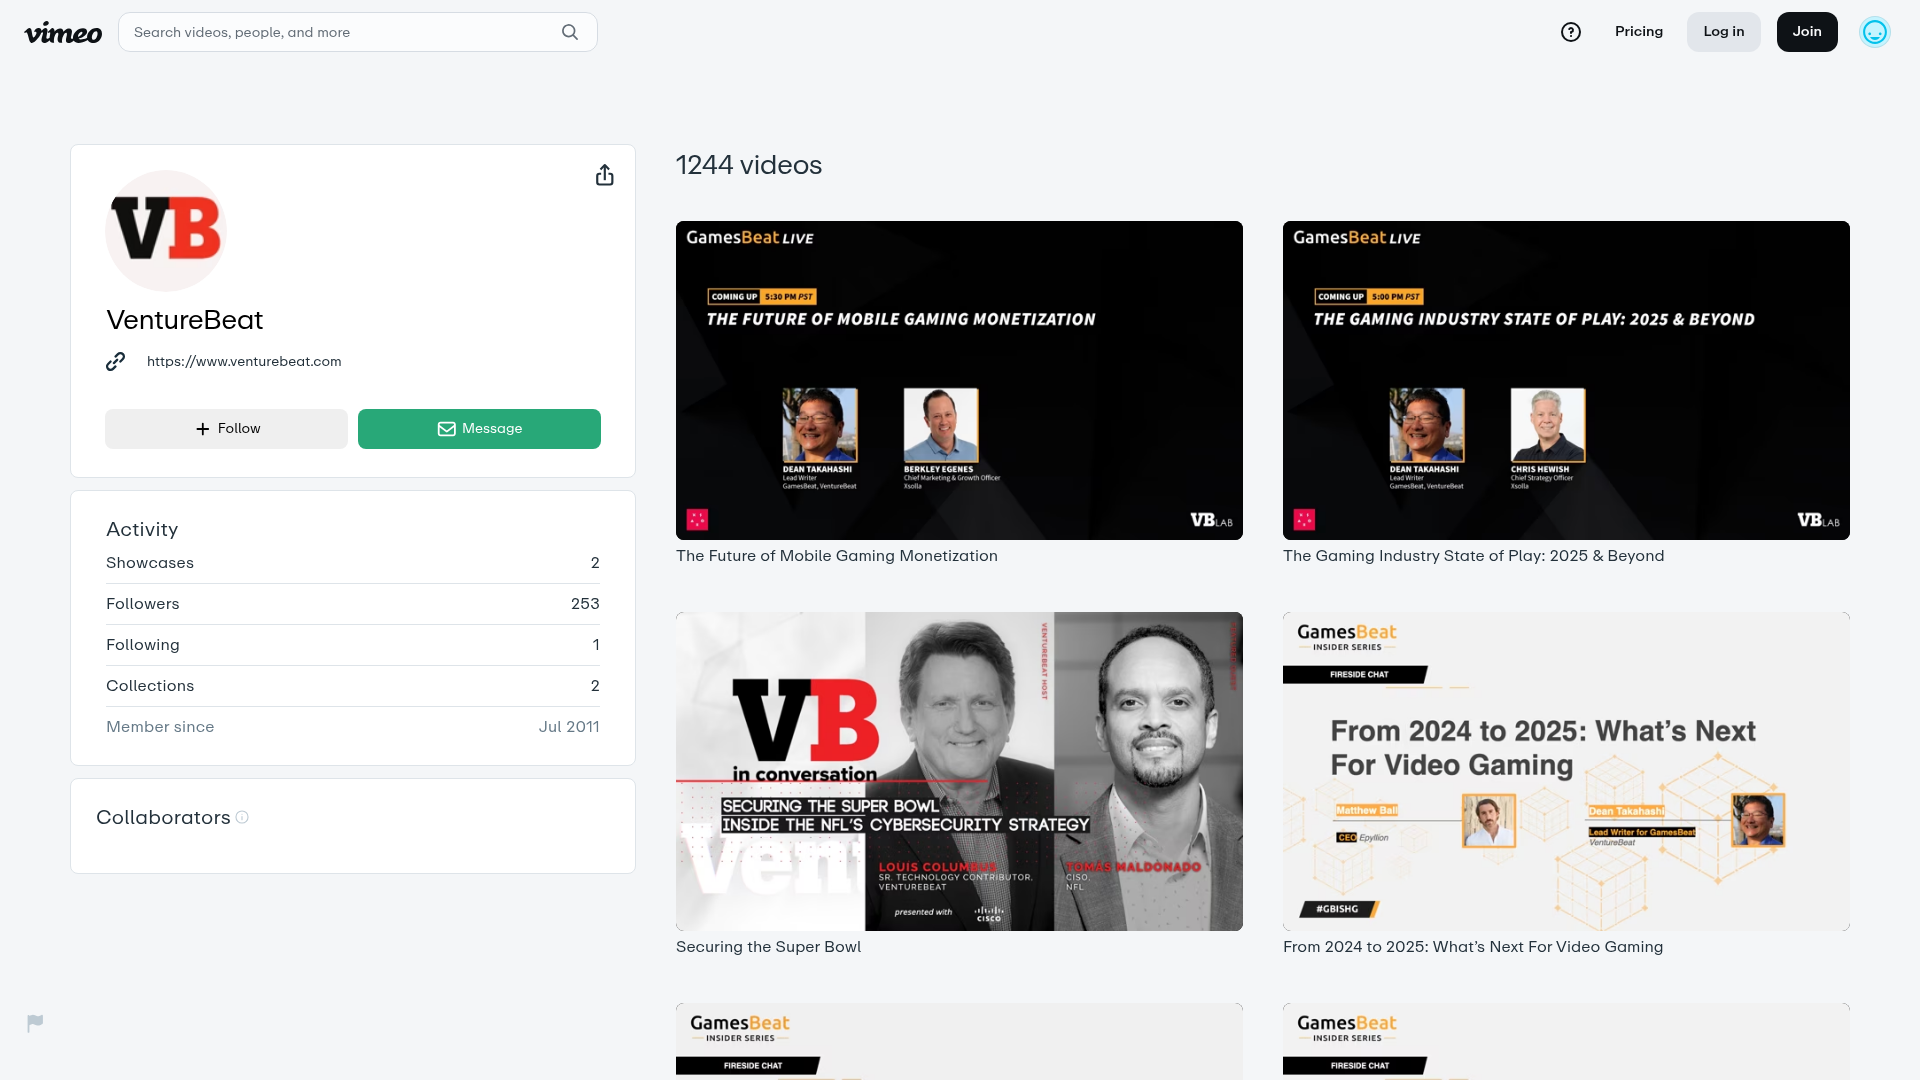 vimeo
Search videos, people, and more
Pricing
Log in
Join
VB
VentureBeat
https://www.venturebeat.com
Follow
Message
Activity
Showcases 2
Followers 253
Following 1
Collections 2
Member since Jul 2011
Collaborators
1244 videos
GamesBeat LIVE
COMING UP 5:30 PM PST
THE FUTURE OF MOBILE GAMING MONETIZATION
DEAN TAKAHASHI
Lead Writer
GamesBeat, VentureBeat
BERKLEY EGENES
Chief Marketing & Growth Officer
Xsolla
VB LAB
The Future of Mobile Gaming Monetization
GamesBeat LIVE
COMING UP 5:00 PM PST
THE GAMING INDUSTRY STATE OF PLAY: 2025 & BEYOND
DEAN TAKAHASHI
Lead Writer
GamesBeat, VentureBeat
CHRIS HEWISH
Chief Strategy Officer
Xsolla
VB LAB
The Gaming Industry State of Play: 2025 & Beyond
VENTUREBEAT HOST
VB
in conversation
SECURING THE SUPER BOWL
INSIDE THE NFL'S CYBERSECURITY STRATEGY
Vent
LOUIS COLUMBUS
SR. TECHNOLOGY CONTRIBUTOR,
VENTUREBEAT
TOMÁS MALDONADO
CISO,
NFL
presented with
CISCO
Securing the Super Bowl
GamesBeat
INSIDER SERIES
FIRESIDE CHAT
From 2024 to 2025: What's Next
For Video Gaming
Matthew Ball
CEO Epyllion
Dean Takahashi
Lead Writer for GamesBeat
VentureBeat
#GBISHG
From 2024 to 2025: What's Next For Video Gaming
GamesBeat
INSIDER SERIES
FIRESIDE CHAT
GamesBeat
INSIDER SERIES
FIRESIDE CHAT